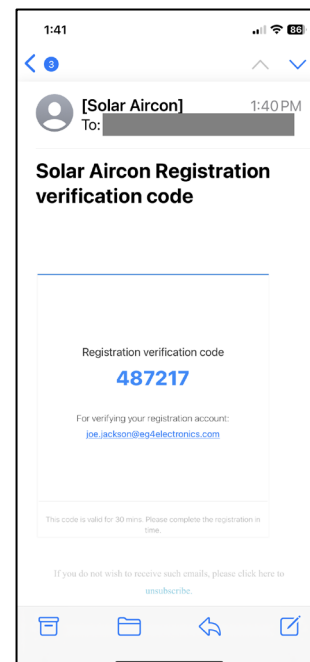 1:41
86
3
[Solar Aircon] 1:40 PM
To:
Solar Aircon Registration
verification code
Registration verification code
487217
For verifying your registration account:
joe.jackson@eg4electronics.com
This code is valid for 30 mins. Please complete the registration in
time.
If you do not wish to receive such emails, please click here to
unsubscribe.